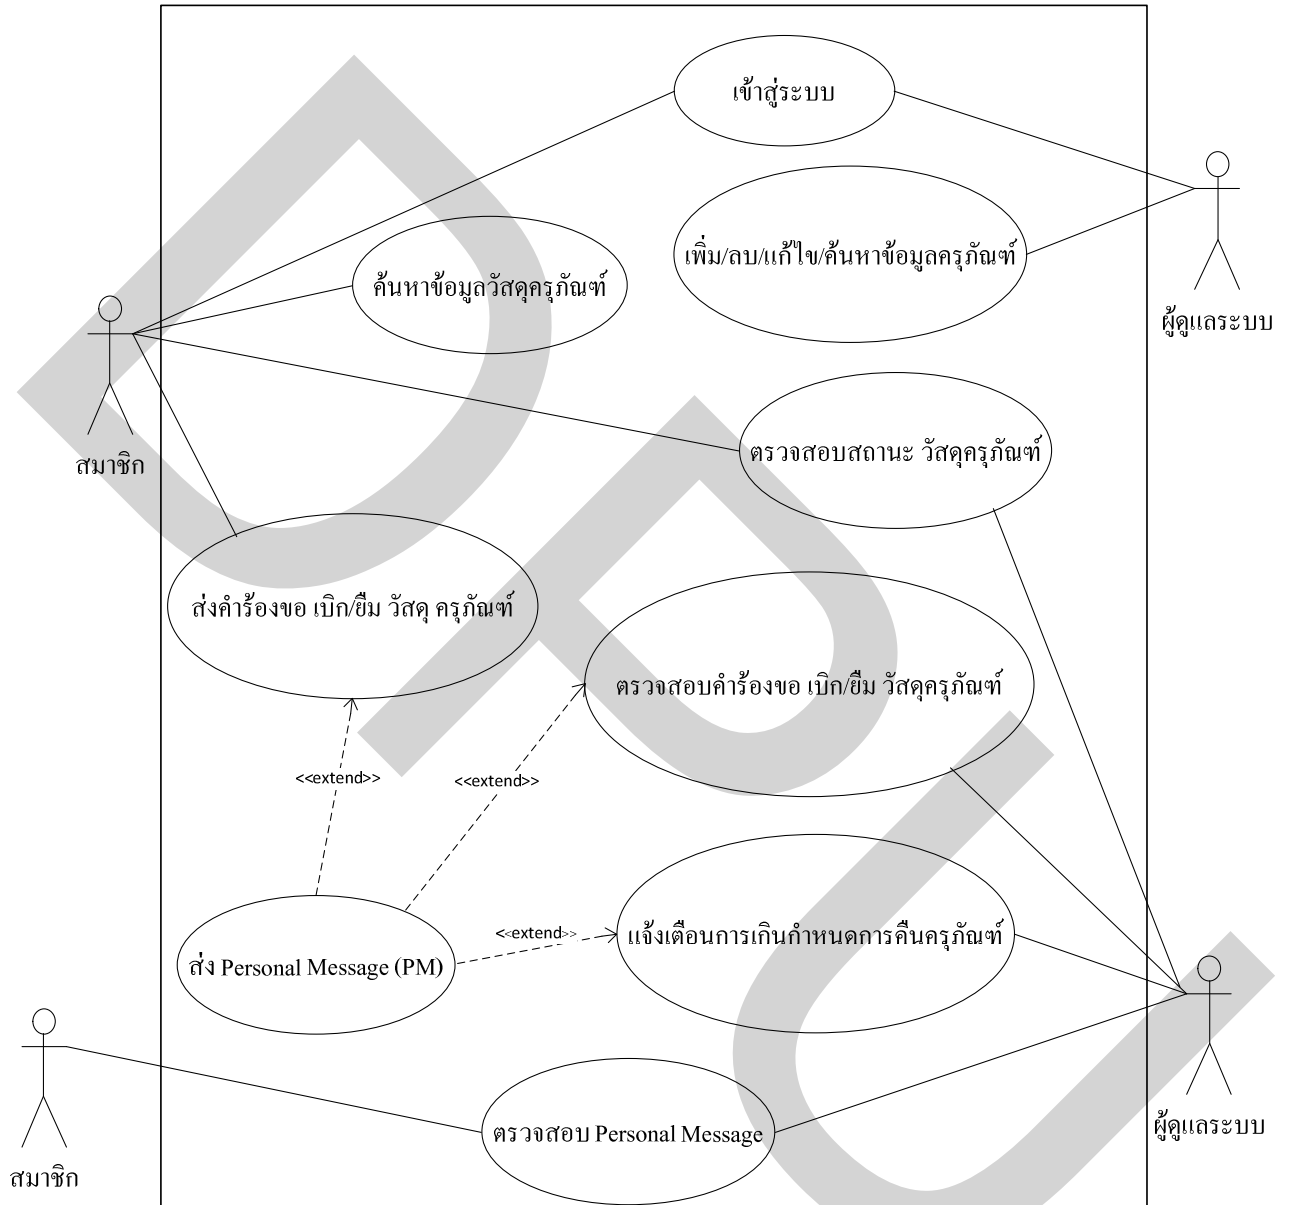 เข้าสู่ระบบ
เพิ่ม/ลบ/แก้ไข/ค้นหาข้อมูลครุภัณฑ์
ค้นหาข้อมูลวัสดุครุภัณฑ์
ผู้ดูแลระบบ
สมาชิก
ตรวจสอบสถานะ วัสดุครุภัณฑ์
ส่งคำร้องขอ เบิก/ยืม วัสดุ ครุภัณฑ์
ตรวจสอบคำร้องขอ เบิก/ยืม วัสดุครุภัณฑ์
<<extend>>
<<extend>>
<<extend>>
แจ้งเตือนการเกินกำหนดการคืนครุภัณฑ์
ส่ง Personal Message (PM)
ตรวจสอบ Personal Message
ผู้ดูแลระบบ
สมาชิก
DPU